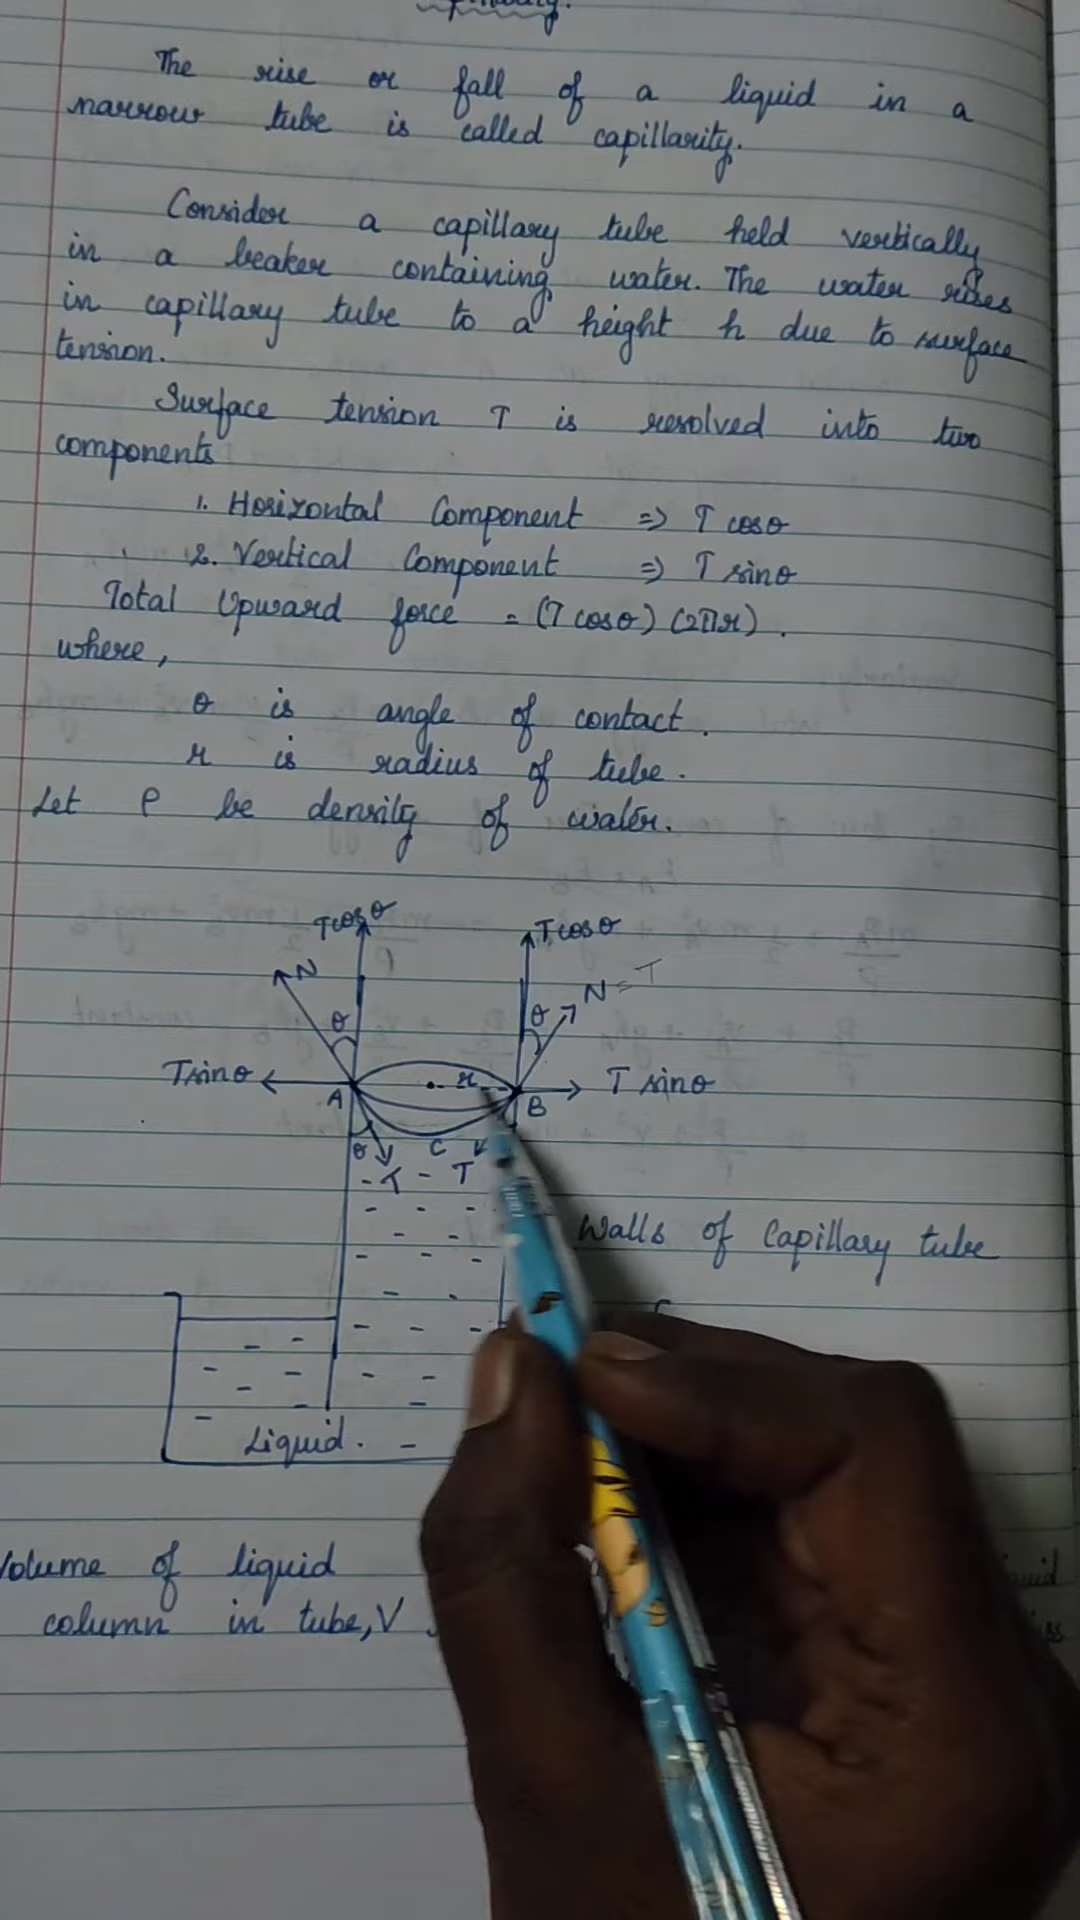 The rise or fall of a liquid in a
narrow tube is called capillarity.
Consider a capillary tube held vertically
in a beaker containing water. The water rises
in capillary tube to a height h due to surface
tension.
Surface tension T is resolved into two
components
1. Horizontal Component => T cosθ
2. Vertical Component => T sinθ
Total Upward force = (T cosθ) (2πr).
where,
θ is angle of contact.
r is radius of tube.
Let ρ be density of water.
Tcosθ Tcosθ
N N = T
θ θ
Tsinθ r T sinθ
A B
θ C
T T
Walls of Capillary tube
Liquid.
Volume of liquid
column in tube, V